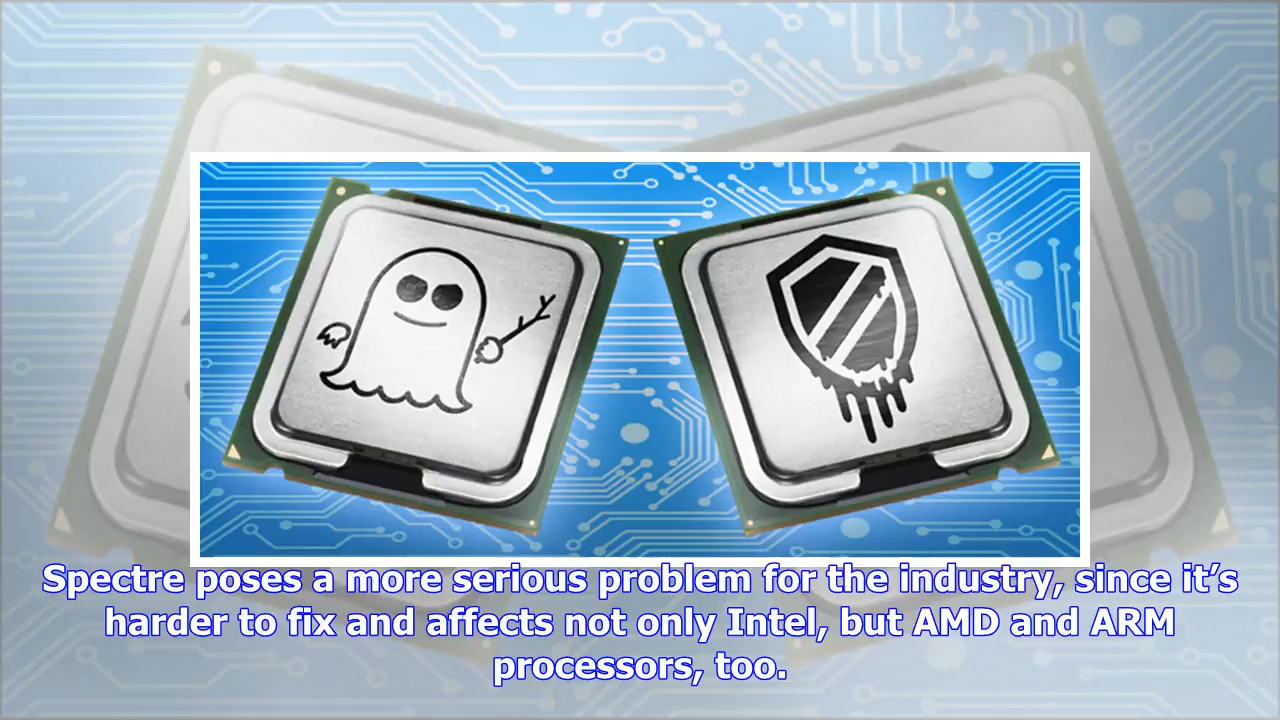 Spectre poses a more serious problem for the industry, since it’s
harder to fix and affects not only Intel, but AMD and ARM
processors, too.